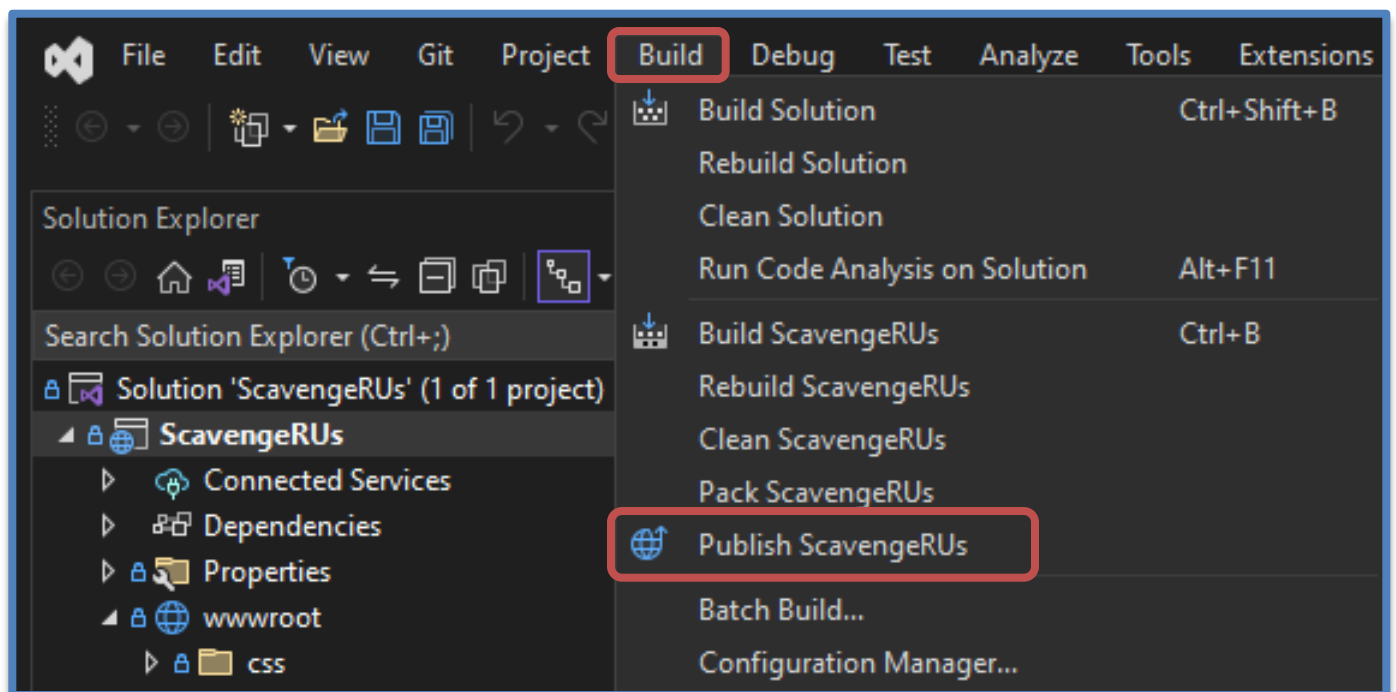 File Edit View Git Project Build Debug Test Analyze Tools Extensions
Build Solution Ctrl+Shift+B
Rebuild Solution
Clean Solution
Run Code Analysis on Solution Alt+F11
Build ScavengeRUs Ctrl+B
Rebuild ScavengeRUs
Clean ScavengeRUs
Pack ScavengeRUs
Publish ScavengeRUs
Batch Build...
Configuration Manager...
Solution Explorer
Search Solution Explorer (Ctrl+;)
Solution 'ScavengeRUs' (1 of 1 project)
ScavengeRUs
Connected Services
Dependencies
Properties
wwwroot
css